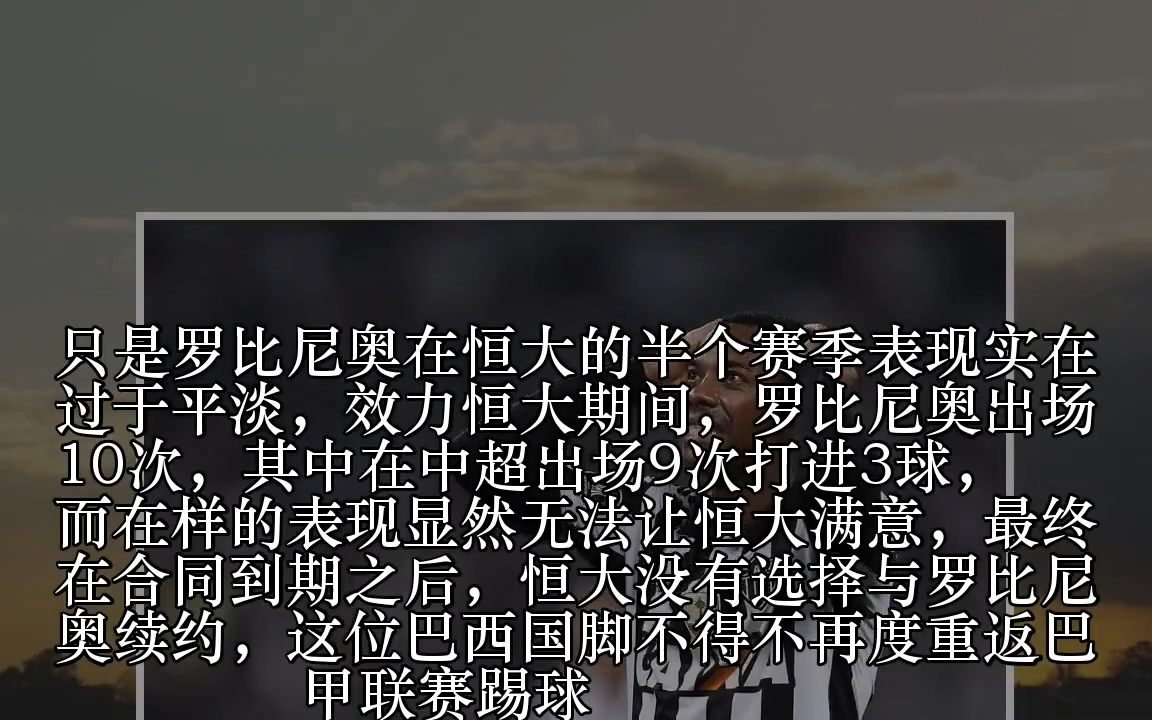 只是罗比尼奥在恒大的半个赛季表现实在
过于平淡，效力恒大期间，罗比尼奥出场
10次，其中在中超出场9次打进3球，
而在样的表现显然无法让恒大满意，最终
在合同到期之后，恒大没有选择与罗比尼
奥续约，这位巴西国脚不得不再度重返巴
甲联赛踢球